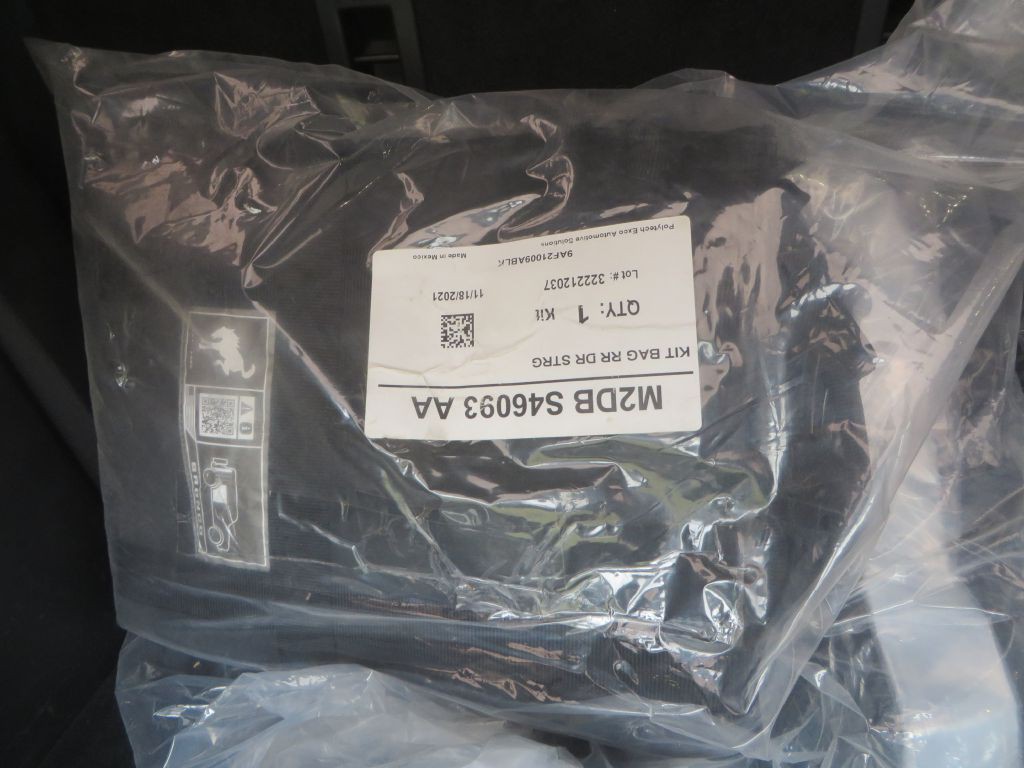 M2DB S46093 AA
KIT BAG RR DR STRG
QTY: 1 Kit
Lot#: 322212037 11/18/2021
9AF21009ABLK
Polytech Exco Automotive Solutions Made in Mexico
BRONCO